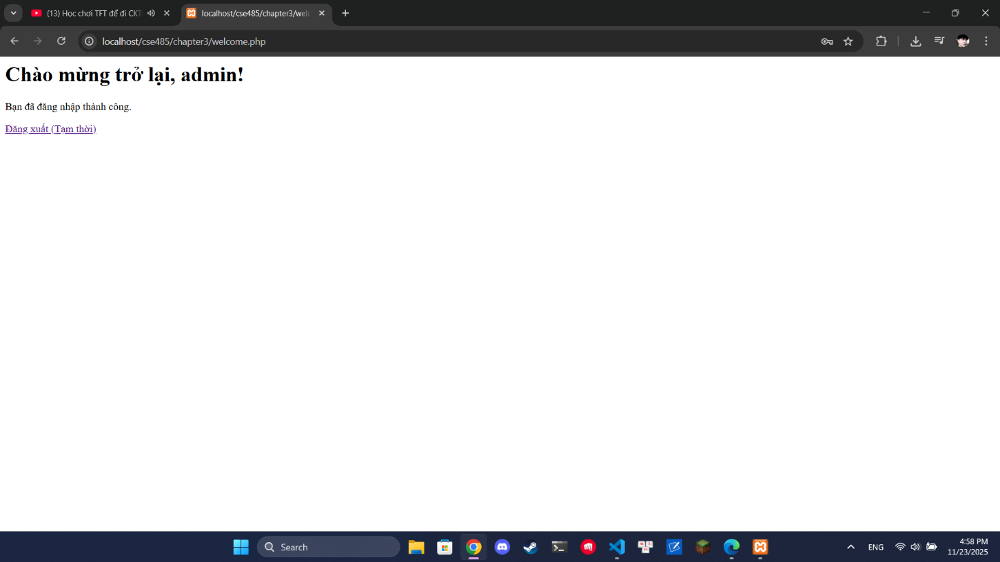 (13) Học chơi TFT để đi CKT
localhost/cse485/chapter3/welc
localhost/cse485/chapter3/welcome.php
Chào mừng trở lại, admin!
Bạn đã đăng nhập thành công.
Đăng xuất (Tạm thời)
Search
ENG
4:58 PM
11/23/2025